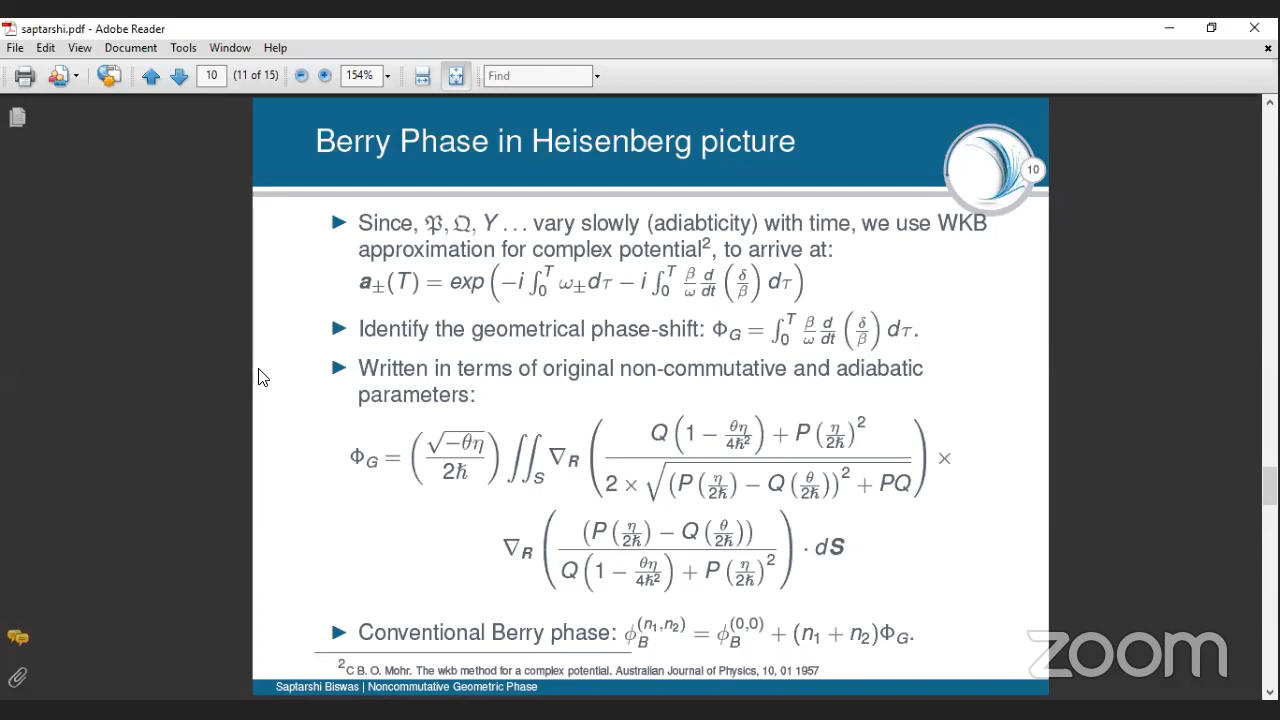 saptarshi.pdf - Adobe Reader
File Edit View Document Tools Window Help
10 (11 of 15) 154% Find
Berry Phase in Heisenberg picture
10
► Since, 𝔓, 𝔔, Y … vary slowly (adiabticity) with time, we use WKB
approximation for complex potential², to arrive at:
a±(T) = exp(−i ∫₀ᵀ ω±dτ − i ∫₀ᵀ β/ω d/dt (δ/β) dτ)
► Identify the geometrical phase-shift: Φ_G = ∫₀ᵀ β/ω d/dt (δ/β) dτ.
► Written in terms of original non-commutative and adiabatic
parameters:
Φ_G = (√−θη / 2ħ) ∬_S ∇_R ( (Q(1 − θη/4ħ²) + P(η/2ħ)²) / (2 × √((P(η/2ħ) − Q(θ/2ħ))² + PQ)) ) ×
∇_R ( (P(η/2ħ) − Q(θ/2ħ)) / (Q(1 − θη/4ħ²) + P(η/2ħ)²) ) · dS
► Conventional Berry phase: ϕ_B^(n₁,n₂) = ϕ_B^(0,0) + (n₁ + n₂)Φ_G.
²C B. O. Mohr. The wkb method for a complex potential. Australian Journal of Physics, 10, 01 1957
Saptarshi Biswas | Noncommutative Geometric Phase
zoom